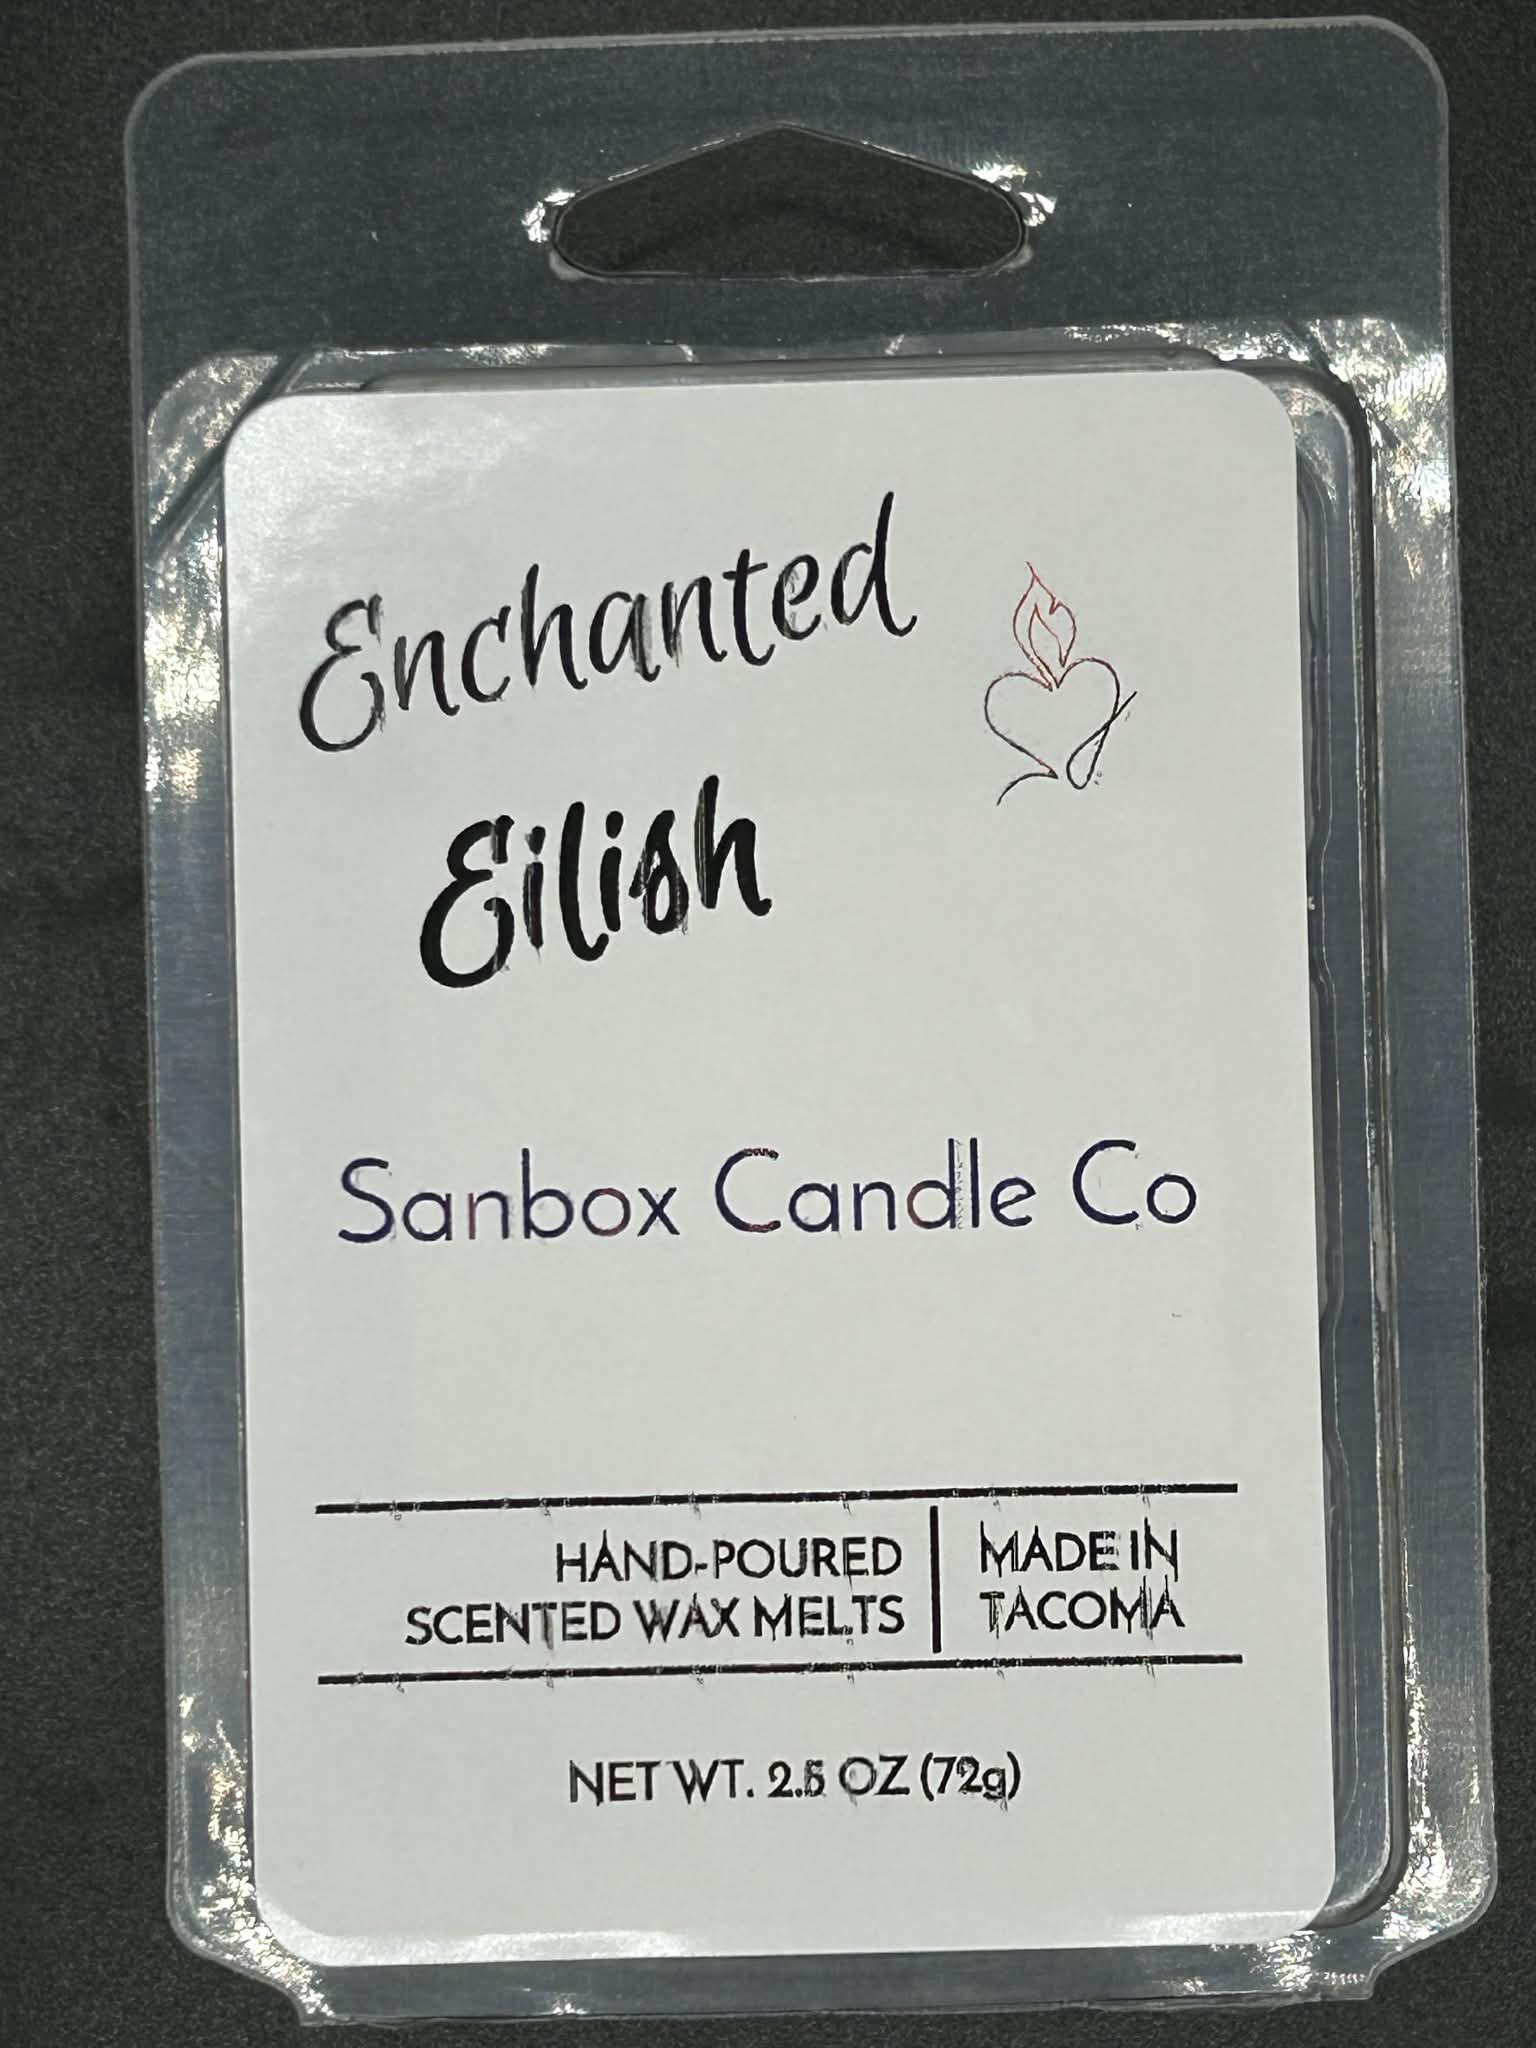 Enchanted
Eilish
Sanbox Candle Co
HAND-POURED
SCENTED WAX MELTS
MADE IN
TACOMA
NET WT. 2.5 OZ (72g)